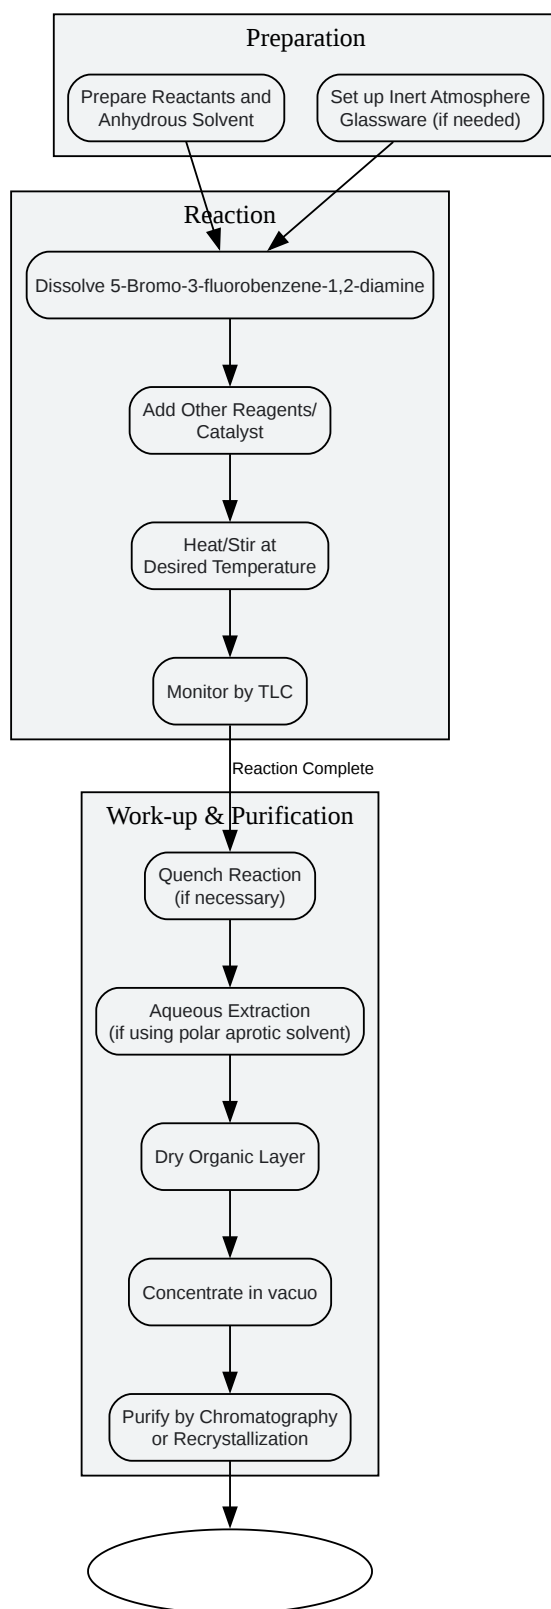 Preparation
Prepare Reactants and
Anhydrous Solvent
Set up Inert Atmosphere
Glassware (if needed)
Reaction
Dissolve 5-Bromo-3-fluorobenzene-1,2-diamine
Add Other Reagents/
Catalyst
Heat/Stir at
Desired Temperature
Monitor by TLC
Reaction Complete
Work-up & Purification
Quench Reaction
(if necessary)
Aqueous Extraction
(if using polar aprotic solvent)
Dry Organic Layer
Concentrate in vacuo
Purify by Chromatography
or Recrystallization